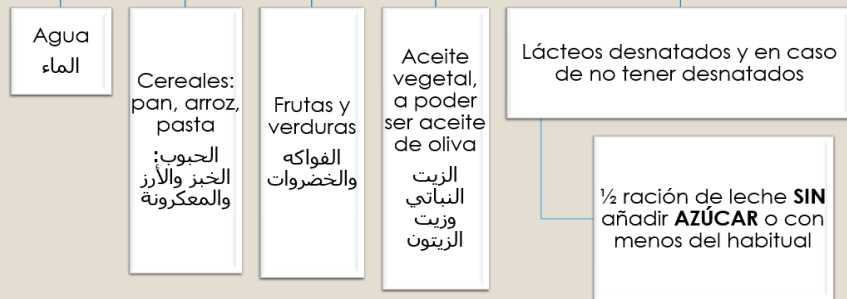 Agua
الماء
Cereales:
pan, arroz,
pasta
الحبوب:
الخبز والأرز
والمعكرونة
Frutas y
verduras
الفواكه
والخضروات
Aceite
vegetal,
a poder
ser aceite
de oliva
الزيت
النباتي
وزيت
الزيتون
Lácteos desnatados y en caso
de no tener desnatados
½ ración de leche SIN
añadir AZÚCAR o con
menos del habitual